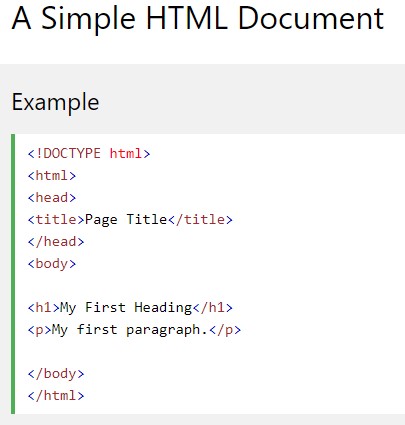 A Simple HTML Document
Example
<!DOCTYPE html>
<html>
<head>
<title>Page Title</title>
</head>
<body>
<h1>My First Heading</h1>
<p>My first paragraph.</p>
</body>
</html>